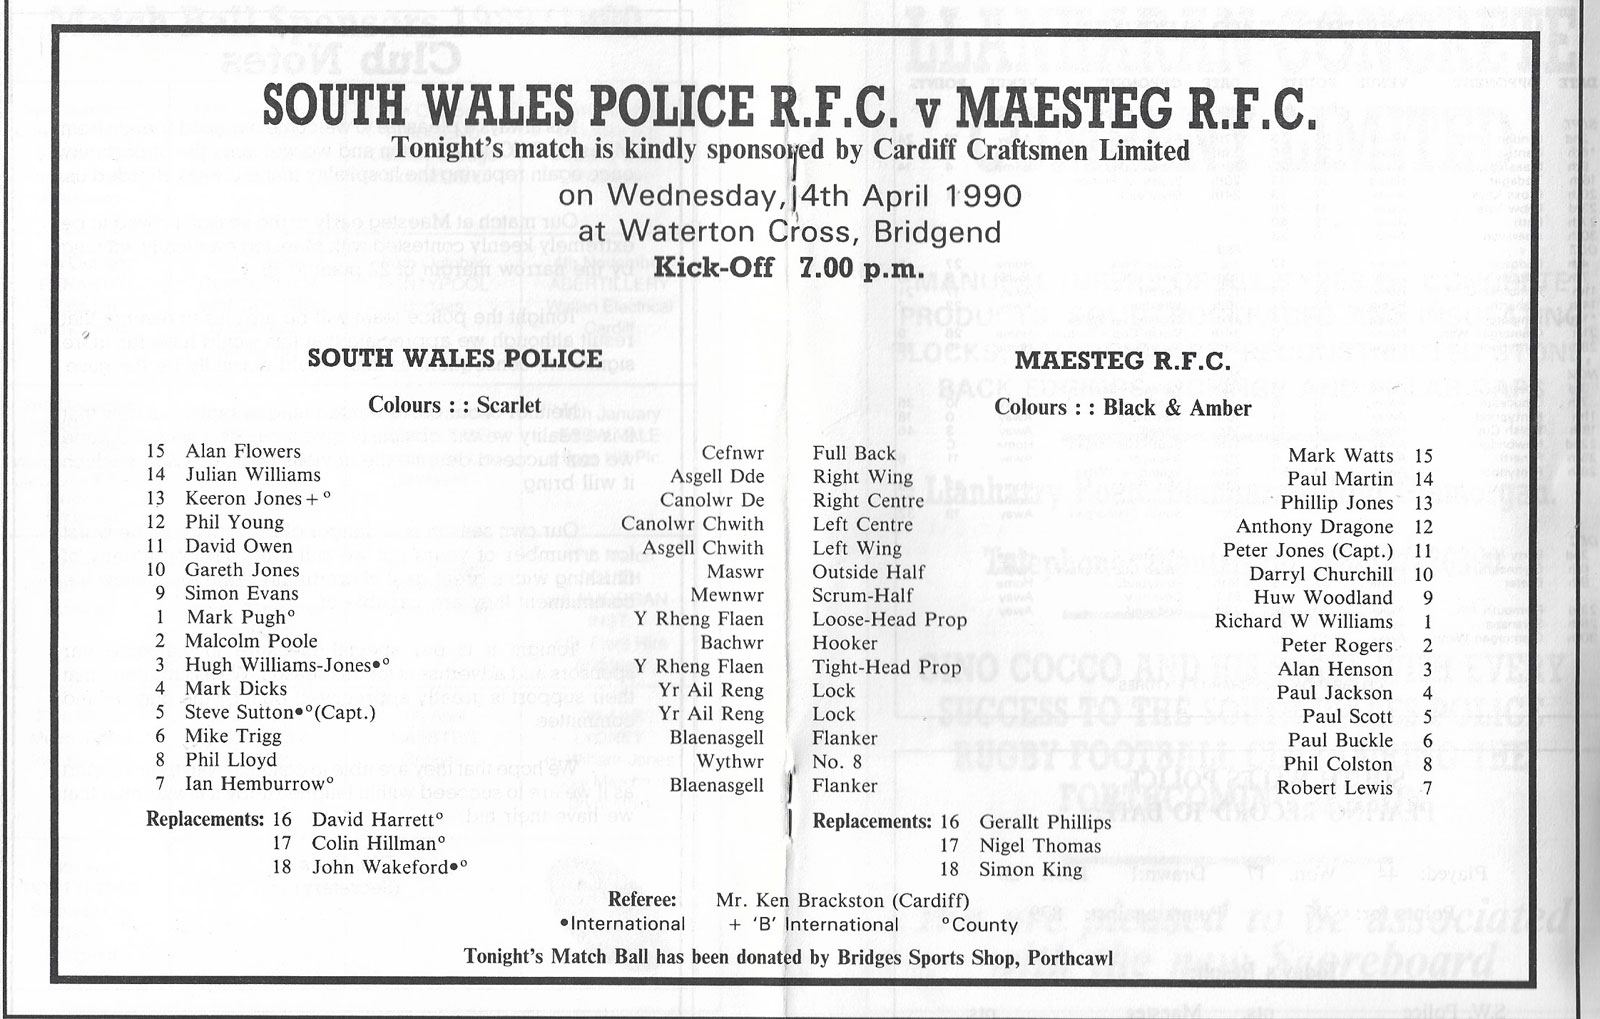 SOUTH WALES POLICE R.F.C. v MAESTEG R.F.C.
Tonight's match is kindly sponsored by Cardiff Craftsmen Limited
on Wednesday, 4th April 1990
at Waterton Cross, Bridgend
Kick-Off 7.00 p.m.
SOUTH WALES POLICE MAESTEG R.F.C.
Colours : : Scarlet Colours : : Black & Amber
15 Alan Flowers Cefnwr Full Back Mark Watts 15
14 Julian Williams Asgell Dde Right Wing Paul Martin 14
13 Keeron Jones+° Canolwr De Right Centre Phillip Jones 13
12 Phil Young Canolwr Chwith Left Centre Anthony Dragone 12
11 David Owen Asgell Chwith Left Wing Peter Jones (Capt.) 11
10 Gareth Jones Maswr Outside Half Darryl Churchill 10
9 Simon Evans Mewnwr Scrum-Half Huw Woodland 9
1 Mark Pugh° Y Rheng Flaen Loose-Head Prop Richard W Williams 1
2 Malcolm Poole Bachwr Hooker Peter Rogers 2
3 Hugh Williams-Jones•° Y Rheng Flaen Tight-Head Prop Alan Henson 3
4 Mark Dicks Yr Ail Reng Lock Paul Jackson 4
5 Steve Sutton•°(Capt.) Yr Ail Reng Lock Paul Scott 5
6 Mike Trigg Blaenasgell Flanker Paul Buckle 6
8 Phil Lloyd Wythwr No. 8 Phil Colston 8
7 Ian Hemburrow° Blaenasgell Flanker Robert Lewis 7
Replacements: 16 David Harrett° Replacements: 16 Gerallt Phillips
17 Colin Hillman° 17 Nigel Thomas
18 John Wakeford•° 18 Simon King
Referee: Mr. Ken Brackston (Cardiff)
•International + 'B' International °County
Tonight's Match Ball has been donated by Bridges Sports Shop, Porthcawl